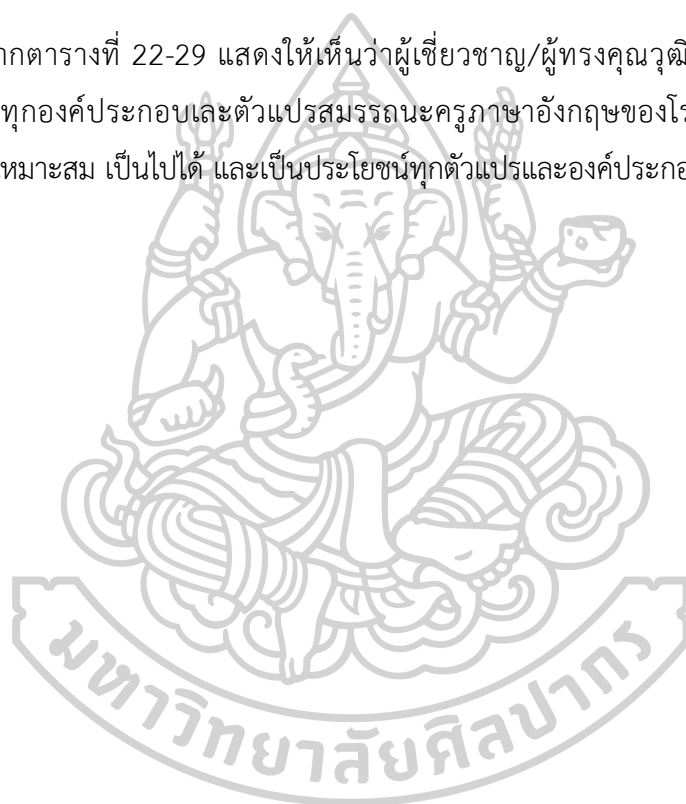 ากตารางที่ 22-29 แสดงให้เห็นว่าผู้เชี่ยวชาญ/ผู้ทรงคุณวุฒิ
ทุกองค์ประกอบและตัวแปรสมรรถนะครูภาษาอังกฤษของโร
หมาะสม เป็นไปได้ และเป็นประโยชน์ทุกตัวแปรและองค์ประกอ
มหาวิทยาลัยศิลปากร